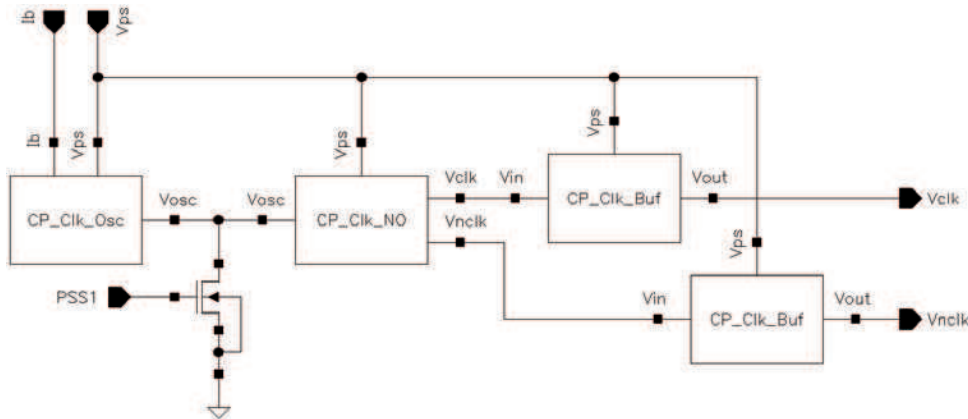 Ib
Vps
Ib
Vps
Vps
Vps
CP_Clk_Osc
Vosc
Vosc
CP_Clk_NO
Vclk
Vin
CP_Clk_Buf
Vout
Vclk
Vnclk
Vps
PSS1
Vin
CP_Clk_Buf
Vout
Vnclk